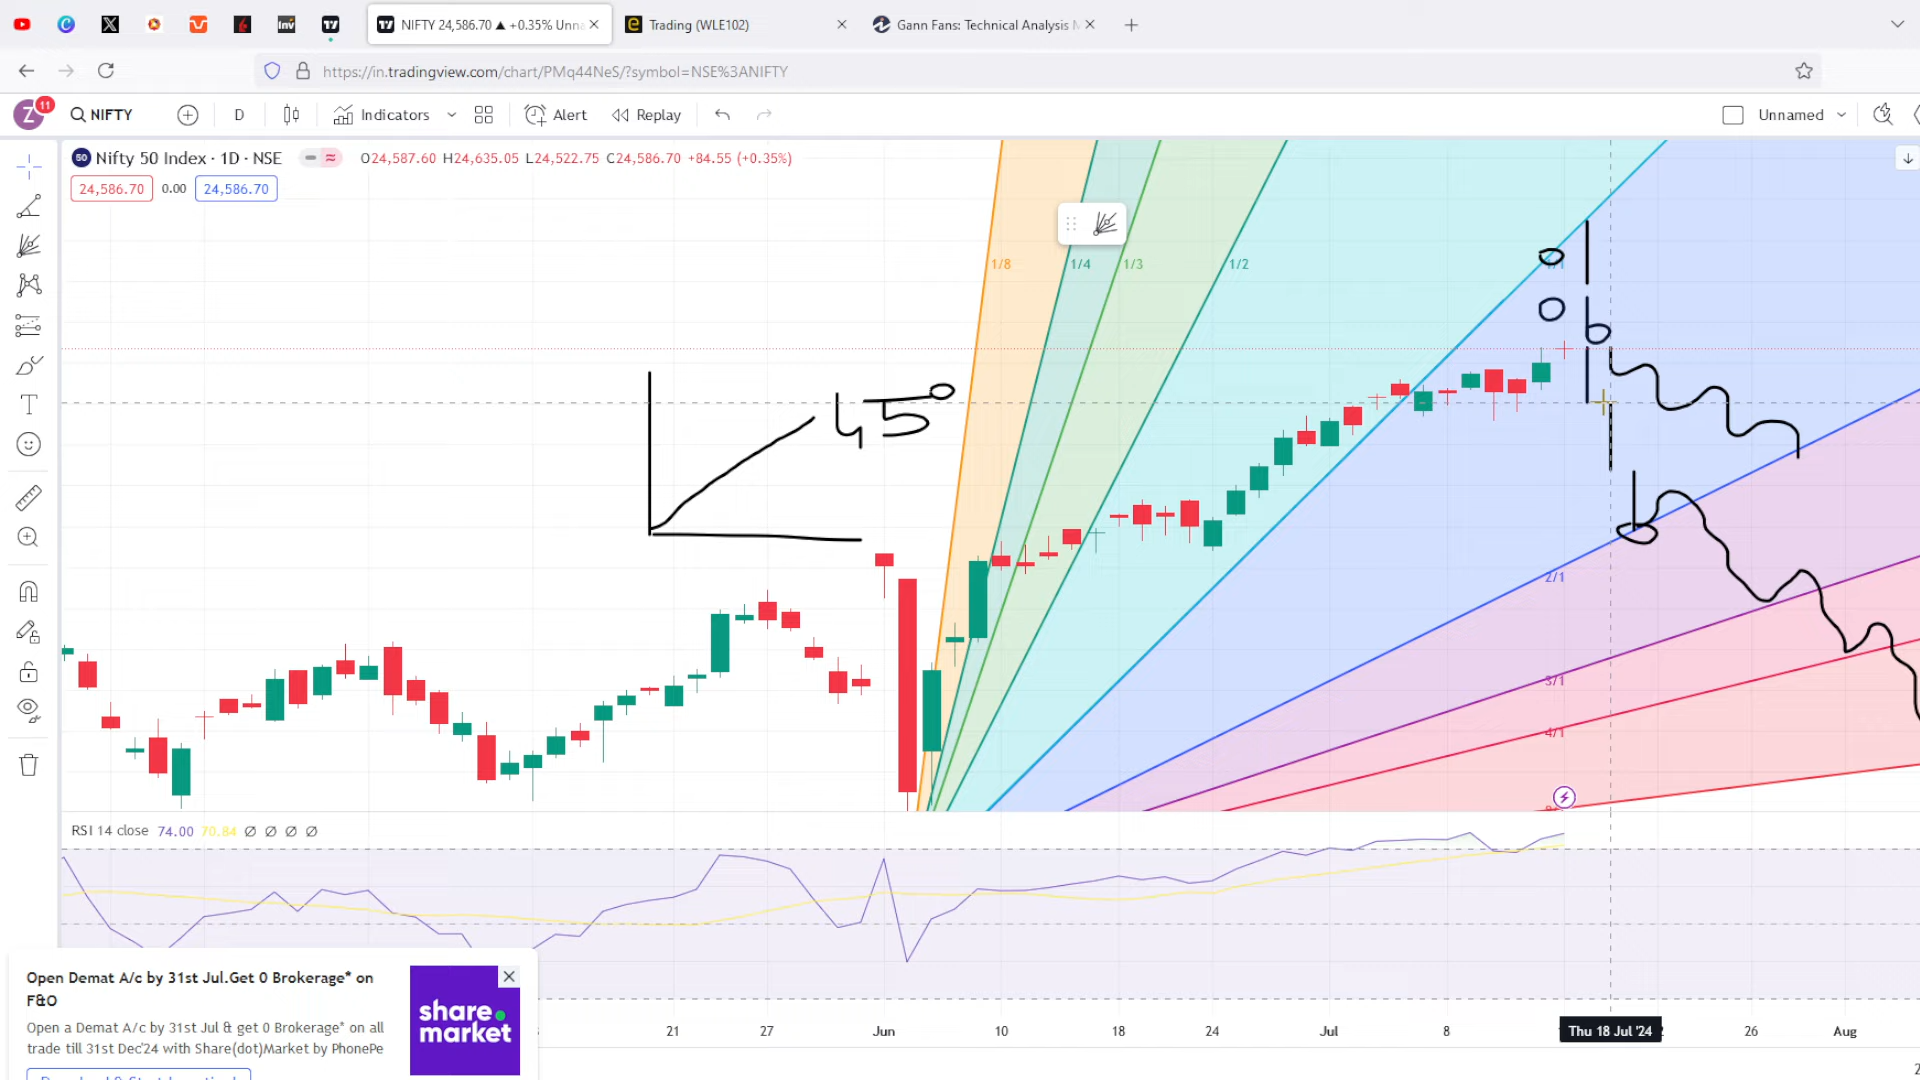 NIFTY 24,586.70 ▲ +0.35% Unna
Trading (WLE102)
Gann Fans: Technical Analysis
https://in.tradingview.com/chart/PMq44NeS/?symbol=NSE%3ANIFTY
Z 11 NIFTY D Indicators Alert Replay Unnamed
50 Nifty 50 Index · 1D · NSE O24,587.60 H24,635.05 L24,522.75 C24,586.70 +84.55 (+0.35%)
24,586.70 0.00 24,586.70
1/8 1/4 1/3 1/2
45°
2/1
3/1
4/1
RSI 14 close 74.00 70.84 Ø Ø Ø Ø
Open Demat A/c by 31st Jul.Get 0 Brokerage* on
F&O
Open a Demat A/c by 31st Jul & get 0 Brokerage* on all
trade till 31st Dec'24 with Share(dot)Market by PhonePe
share.
market
21 27 Jun 10 18 24 Jul 8 Thu 18 Jul '24 26 Aug